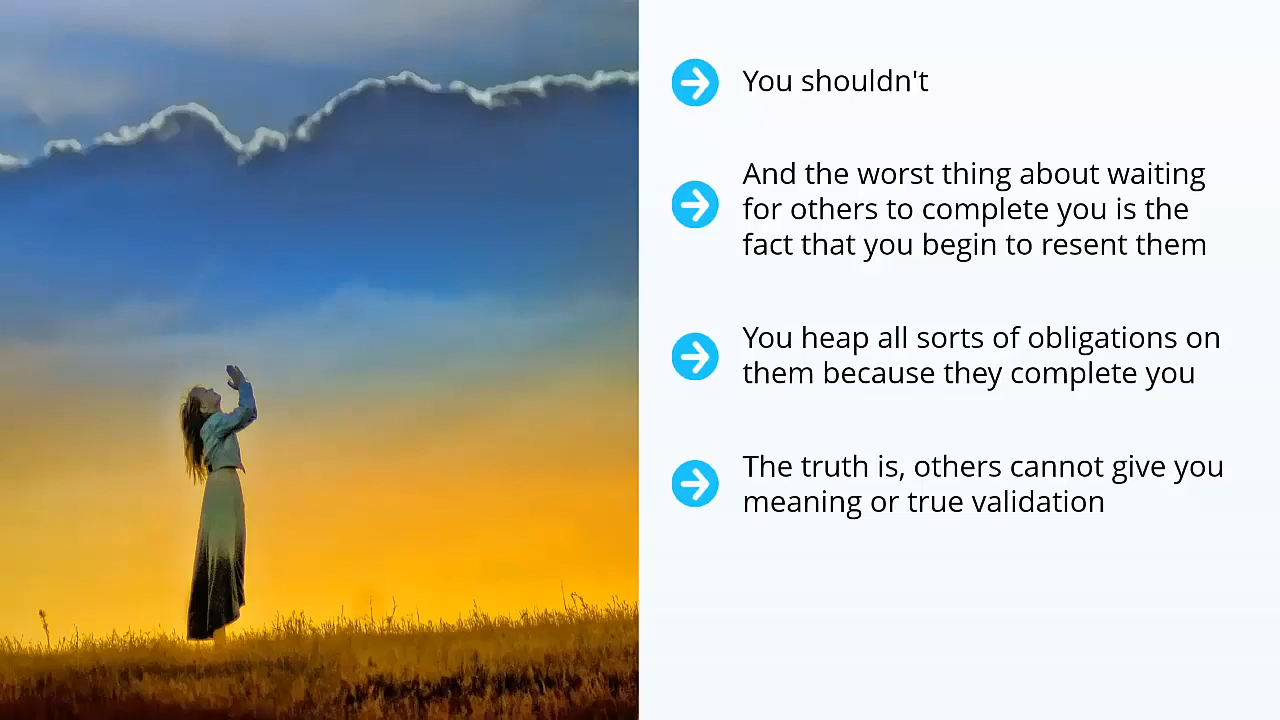 You shouldn't
And the worst thing about waiting
for others to complete you is the
fact that you begin to resent them
You heap all sorts of obligations on
them because they complete you
The truth is, others cannot give you
meaning or true validation